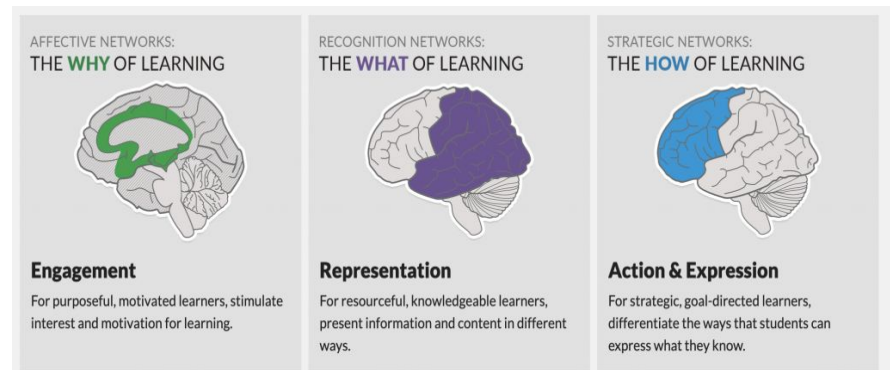 AFFECTIVE NETWORKS:
THE WHY OF LEARNING
Engagement
For purposeful, motivated learners, stimulate
interest and motivation for learning.
RECOGNITION NETWORKS:
THE WHAT OF LEARNING
Representation
For resourceful, knowledgeable learners,
present information and content in different
ways.
STRATEGIC NETWORKS:
THE HOW OF LEARNING
Action & Expression
For strategic, goal-directed learners,
differentiate the ways that students can
express what they know.